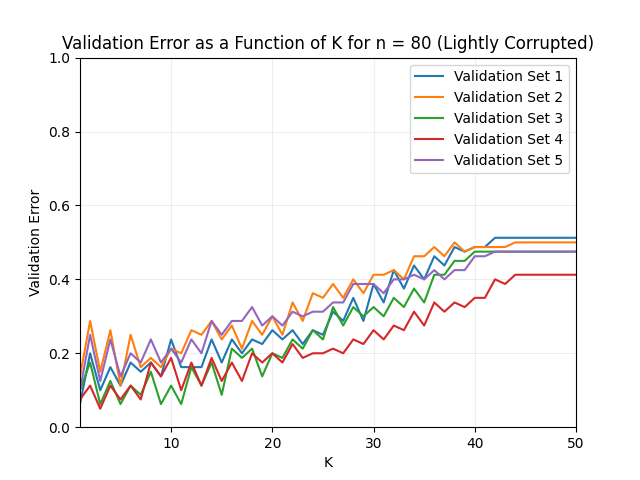 Validation Error as a Function of K for n = 80 (Lightly Corrupted)
1.0
0.8
0.6
0.4
0.2
0.0
Validation Error
Validation Set 1
Validation Set 2
Validation Set 3
Validation Set 4
Validation Set 5
10
20
30
40
50
K